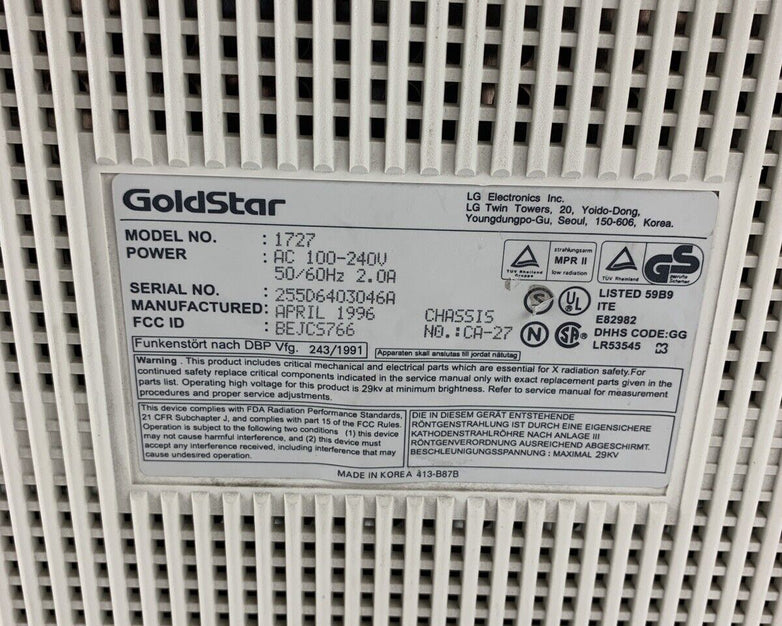 GoldStar
LG Electronics Inc.
LG Twin Towers, 20, Yoido-Dong,
Youngdungpo-Gu, Seoul, 150-606, Korea.
MODEL NO. : 1727
POWER : AC 100-240V
50/60Hz 2.0A
SERIAL NO. : 255D6403046A
MANUFACTURED: APRIL 1996
FCC ID : BEJCS766
CHASSIS
NO.:CA-27
TÜV Rheinland
strahlungsarm
MPR II
low radiation
TÜV Rheinland
GS
geprüfte
Sicherheit
S
UL
LISTED 59B9
ITE
E82982
N
DHHS CODE:GG
LR53545
Funkenstört nach DBP Vfg. 243/1991
Apparaten skall anslutas till jordat nätutag
Warning . This product includes critical mechanical and electrical parts which are essential for X radiation safety.For
continued safety replace critical components indicated in the service manual only with exact replacement parts given in the
parts list. Operating high voltage for this product is 29kv at minimum brightness. Refer to service manual for measurement
procedures and proper service adjustments.
This device complies with FDA Radiation Performance Standards,
21 CFR Subchapter J, and complies with part 15 of the FCC Rules.
Operation is subject to the following two conditions (1) this device
may not cause harmful interference, and (2) this device must
accept any interference received, including interference that may
cause undesired operation.
DIE IN DIESEM GERÄT ENTSTEHENDE
RÖNTGENSTRAHLUNG IST DURCH EINE EIGENSICHERE
KATHODENSTRAHLRÖHRE NACH ANLAGE III
RÖNTGENVERORDNUNG AUSREICHEND ABGESCHIRMT.
BESCHLEUNIGUNGSSPANNUNG : MAXIMAL 29KV
MADE IN KOREA 413-B87B